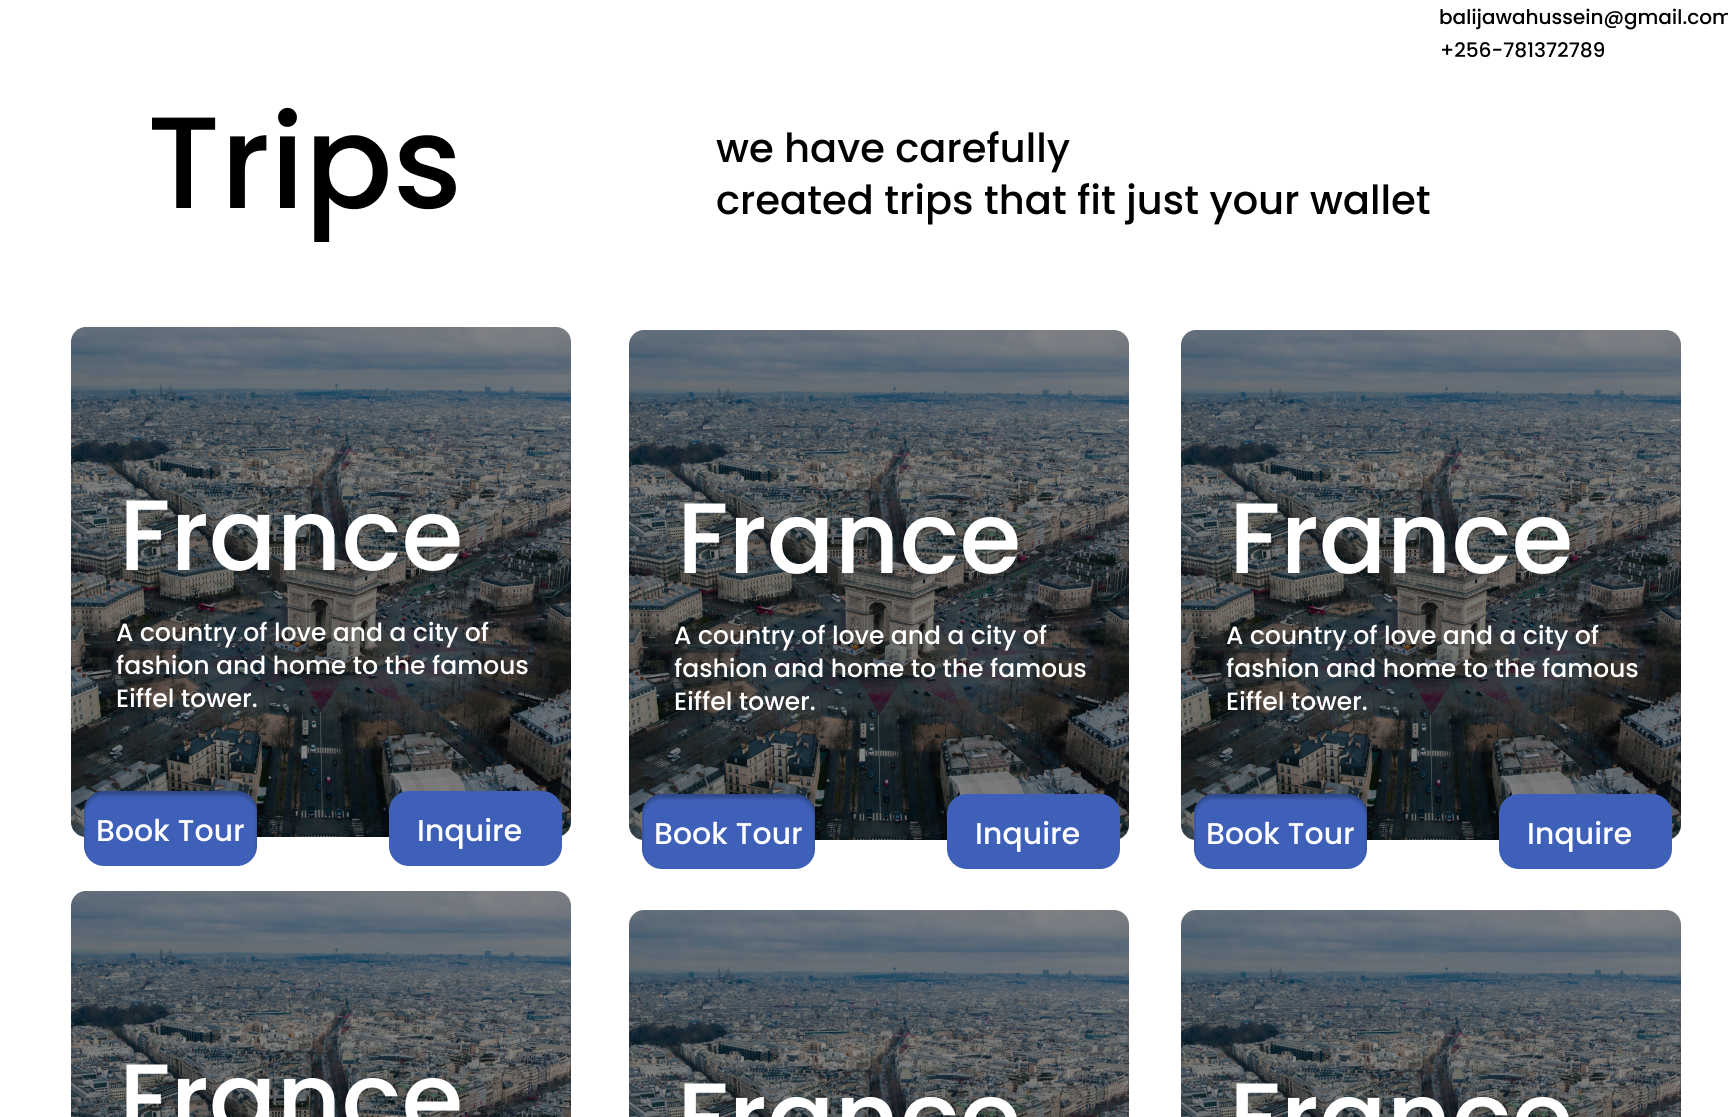 balijawahussein@gmail.com
+256-781372789
Trips
we have carefully
created trips that fit just your wallet
France
A country of love and a city of
fashion and home to the famous
Eiffel tower.
Book Tour
Inquire
France
A country of love and a city of
fashion and home to the famous
Eiffel tower.
Book Tour
Inquire
France
A country of love and a city of
fashion and home to the famous
Eiffel tower.
Book Tour
Inquire
France
France
France